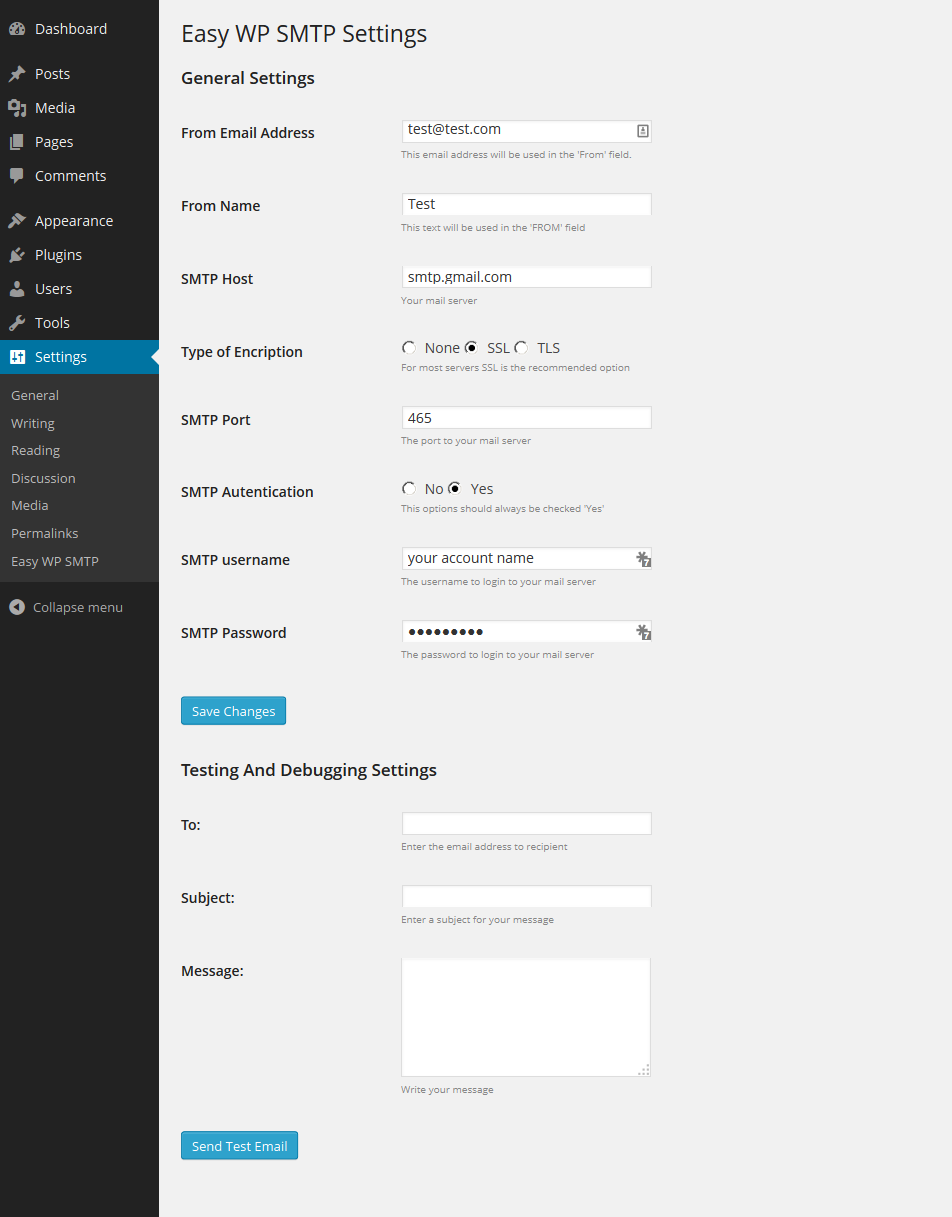 Dashboard
Posts
Media
Pages
Comments
Appearance
Plugins
Users
Tools
Settings
General
Writing
Reading
Discussion
Media
Permalinks
Easy WP SMTP
Collapse menu
Easy WP SMTP Settings
General Settings
From Email Address
test@test.com
This email address will be used in the 'From' field.
From Name
Test
This text will be used in the 'FROM' field
SMTP Host
smtp.gmail.com
Your mail server
Type of Encription
None SSL TLS
For most servers SSL is the recommended option
SMTP Port
465
The port to your mail server
SMTP Autentication
No Yes
This options should always be checked 'Yes'
SMTP username
your account name
7
The username to login to your mail server
SMTP Password
•••••••••
7
The password to login to your mail server
Save Changes
Testing And Debugging Settings
To:
Enter the email address to recipient
Subject:
Enter a subject for your message
Message:
Write your message
Send Test Email